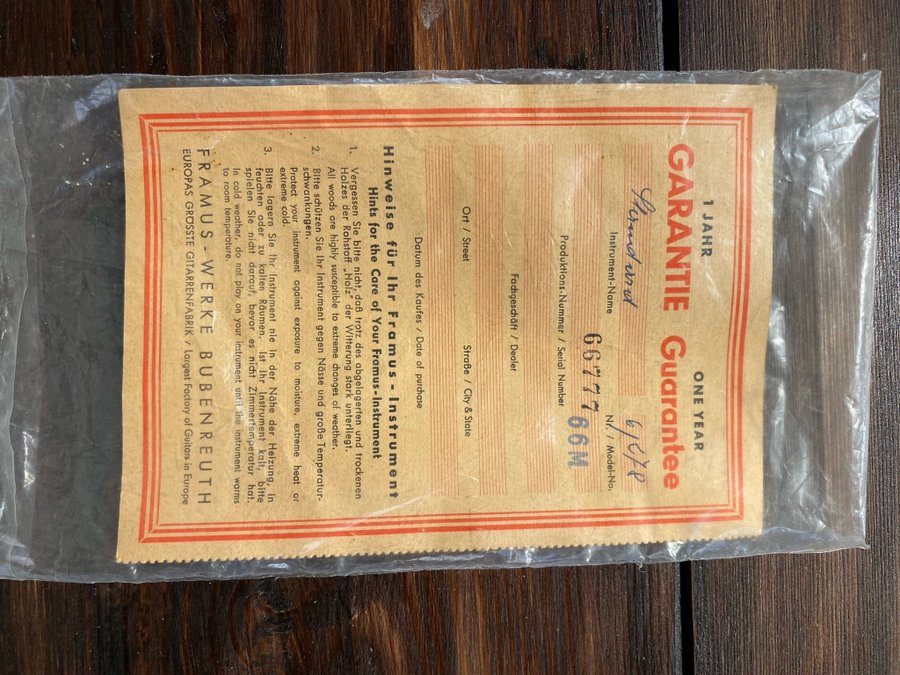 1 JAHR ONE YEAR
GARANTIE Guarantee
6/278
Instrument-Name Nr. / Model-No.
66777 66M
Produktions-Nummer / Serial Number
Fachgeschäft / Dealer
Ort / Street Straße / City & State
Datum des Kaufes / Date of purchase
Hinweise für Ihr Framus-Instrument
Hints for the Care of Your Framus-Instrument
1. Vergessen Sie bitte nicht, daß trotz des abgelagerten und trockenen
Holzes der Rohstoff „Holz" der Witterung stark unterliegt.
All woods are highly susceptible to extreme changes of weather.
2. Bitte schützen Sie Ihr Instrument gegen Nässe und große Temperatur-
schwankungen.
Protect your instrument against exposure to moisture, extreme heat or
extreme cold.
3. Bitte lagern Sie Ihr Instrument nie in der Nähe der Heizung, in
feuchten oder zu kalten Räumen. Ist Ihr Instrument kalt, bitte
spielen Sie nicht darauf, bevor es nicht Zimmertemperatur hat.
In cold weather, do not play on your instrument until the instrument warms
to room temperature.
FRAMUS-WERKE BUBENREUTH
EUROPAS GRÖSSTE GITARRENFABRIK / Largest Factory of Guitars in Europe